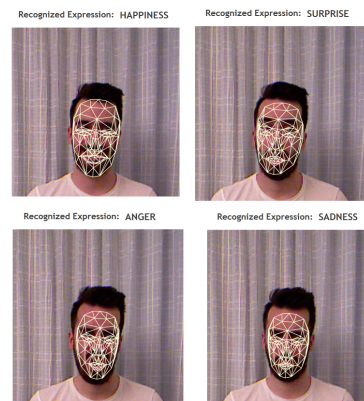 Recognized Expression: HAPPINESS
Recognized Expression: SURPRISE
Recognized Expression: ANGER
Recognized Expression: SADNESS